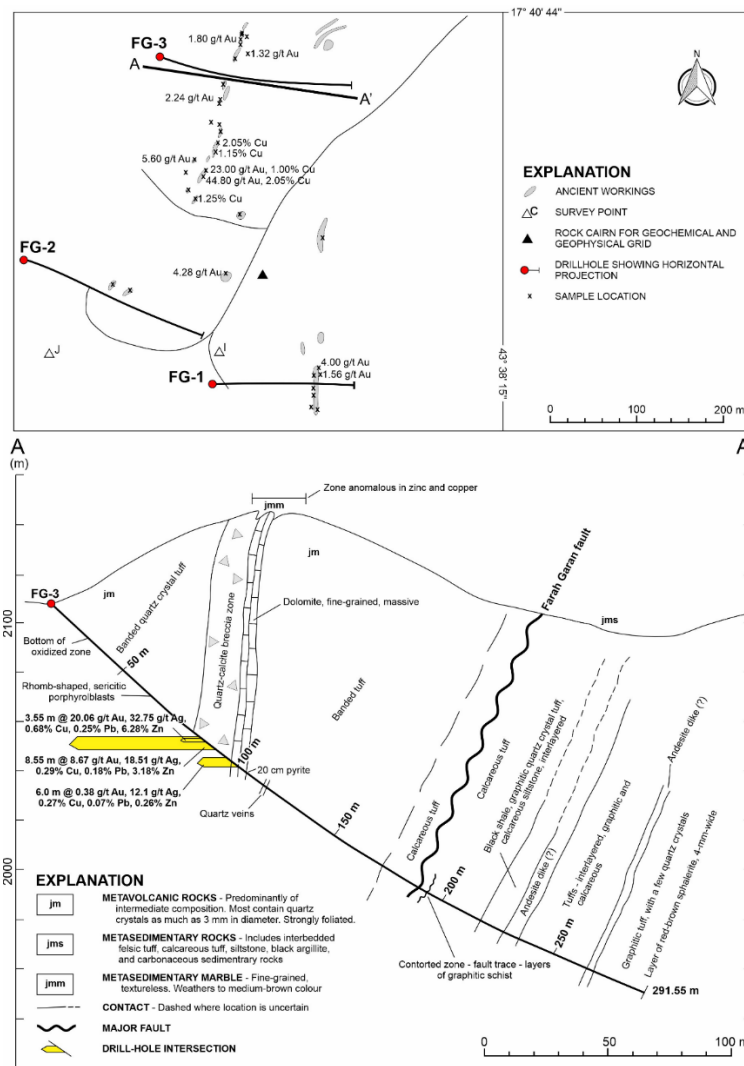 17° 40' 44"
FG-3
A
A'
1.80 g/t Au
1.32 g/t Au
2.24 g/t Au
2.05% Cu
1.15% Cu
5.60 g/t Au
23.00 g/t Au, 1.00% Cu
44.80 g/t Au, 2.05% Cu
1.25% Cu
FG-2
4.28 g/t Au
J
I
FG-1
4.00 g/t Au
1.56 g/t Au
43° 38' 15"
N
EXPLANATION
ANCIENT WORKINGS
C SURVEY POINT
ROCK CAIRN FOR GEOCHEMICAL AND
GEOPHYSICAL GRID
DRILLHOLE SHOWING HORIZONTAL
PROJECTION
x SAMPLE LOCATION
0 100 200 m
A
(m)
A
Zone anomalous in zinc and copper
jmm
jm
jm
jms
Farah Garan fault
FG-3
2100
2000
Bottom of
oxidized zone
Banded quartz crystal tuff
Quartz-calcite breccia zone
Dolomite, fine-grained, massive
Banded tuff
50 m
Rhomb-shaped, sericitic
porphyrolblasts
3.55 m @ 20.06 g/t Au, 32.75 g/t Ag,
0.68% Cu, 0.25% Pb, 6.28% Zn
8.55 m @ 8.67 g/t Au, 18.51 g/t Ag,
0.29% Cu, 0.18% Pb, 3.18% Zn
6.0 m @ 0.38 g/t Au, 12.1 g/t Ag,
0.27% Cu, 0.07% Pb, 0.26% Zn
100 m
20 cm pyrite
Quartz veins
150 m
Calcareous tuff
Calcareous tuff
Black shale, graphitic quartz crystal tuff,
calcareous siltstone, interlayered
Andesite dike (?)
Tuffs - interlayered, graphitic and
calcareous
Andesite dike (?)
Graphitic tuff, with a few quartz crystals
Layer of red-brown sphalerite, 4-mm-wide
200 m
250 m
291.55 m
Contorted zone - fault trace - layers
of graphitic schist
EXPLANATION
jm METAVOLCANIC ROCKS - Predominantly of
intermediate composition. Most contain quartz
crystals as much as 3 mm in diameter. Strongly foliated.
jms METASEDIMENTARY ROCKS - Includes interbedded
felsic tuff, calcareous tuff, siltstone, black argillite,
and carbonaceous sedimentary rocks
jmm METASEDIMENTARY MARBLE - Fine-grained,
textureless. Weathers to medium-brown colour
CONTACT - Dashed where location is uncertain
MAJOR FAULT
DRILL-HOLE INTERSECTION
0 50 100 m